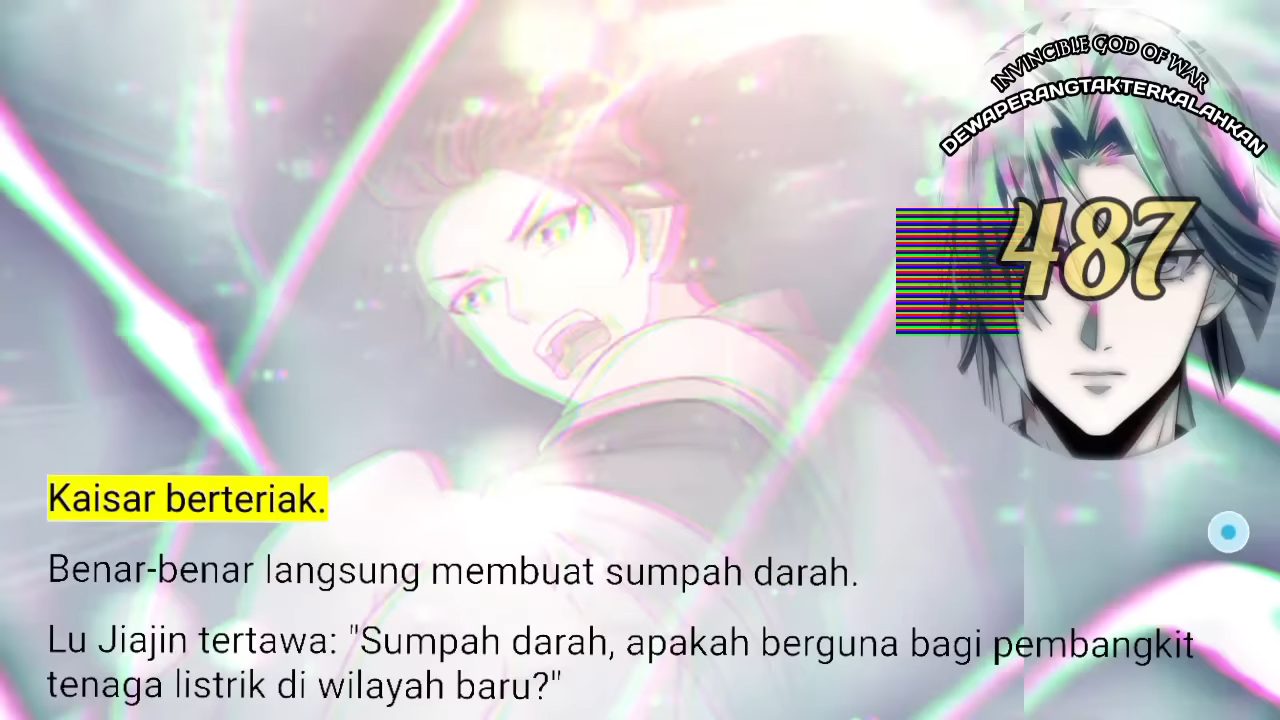 INVINCIBLE GOD OF WAR
DEWAPERANGTAKTERKALAHKAN
487
Kaisar berteriak.
Benar-benar langsung membuat sumpah darah.
Lu Jiajin tertawa: "Sumpah darah, apakah berguna bagi pembangkit
tenaga listrik di wilayah baru?"